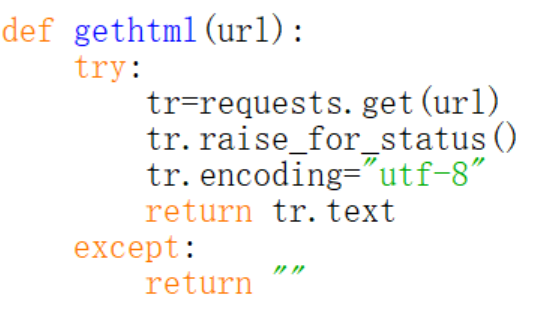 def gethtml(url):
    try:
        tr=requests.get(url)
        tr.raise_for_status()
        tr.encoding="utf-8"
        return tr.text
    except:
        return ""